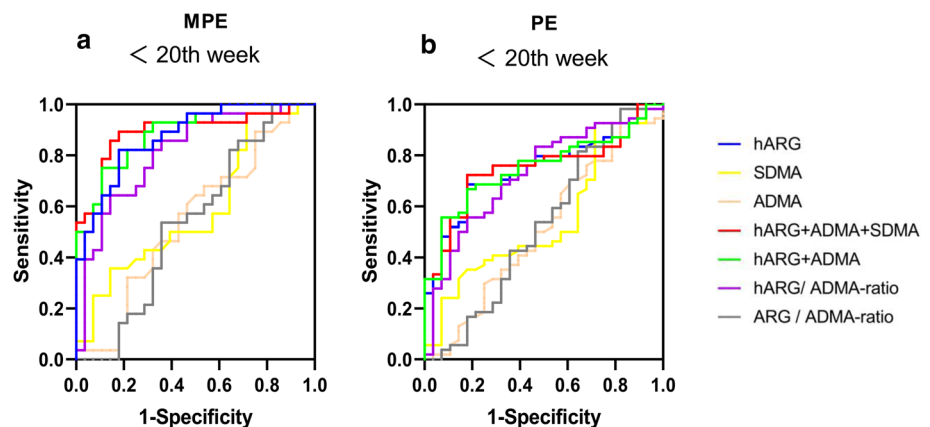 MPE
a
< 20th week
PE
b
< 20th week
Sensitivity
1.0
0.8
0.6
0.4
0.2
0.0
0.0 0.2 0.4 0.6 0.8 1.0
1-Specificity
Sensitivity
1.0
0.8
0.6
0.4
0.2
0.0
0.0 0.2 0.4 0.6 0.8 1.0
1-Specificity
hARG
SDMA
ADMA
hARG+ADMA+SDMA
hARG+ADMA
hARG/ ADMA-ratio
ARG / ADMA-ratio